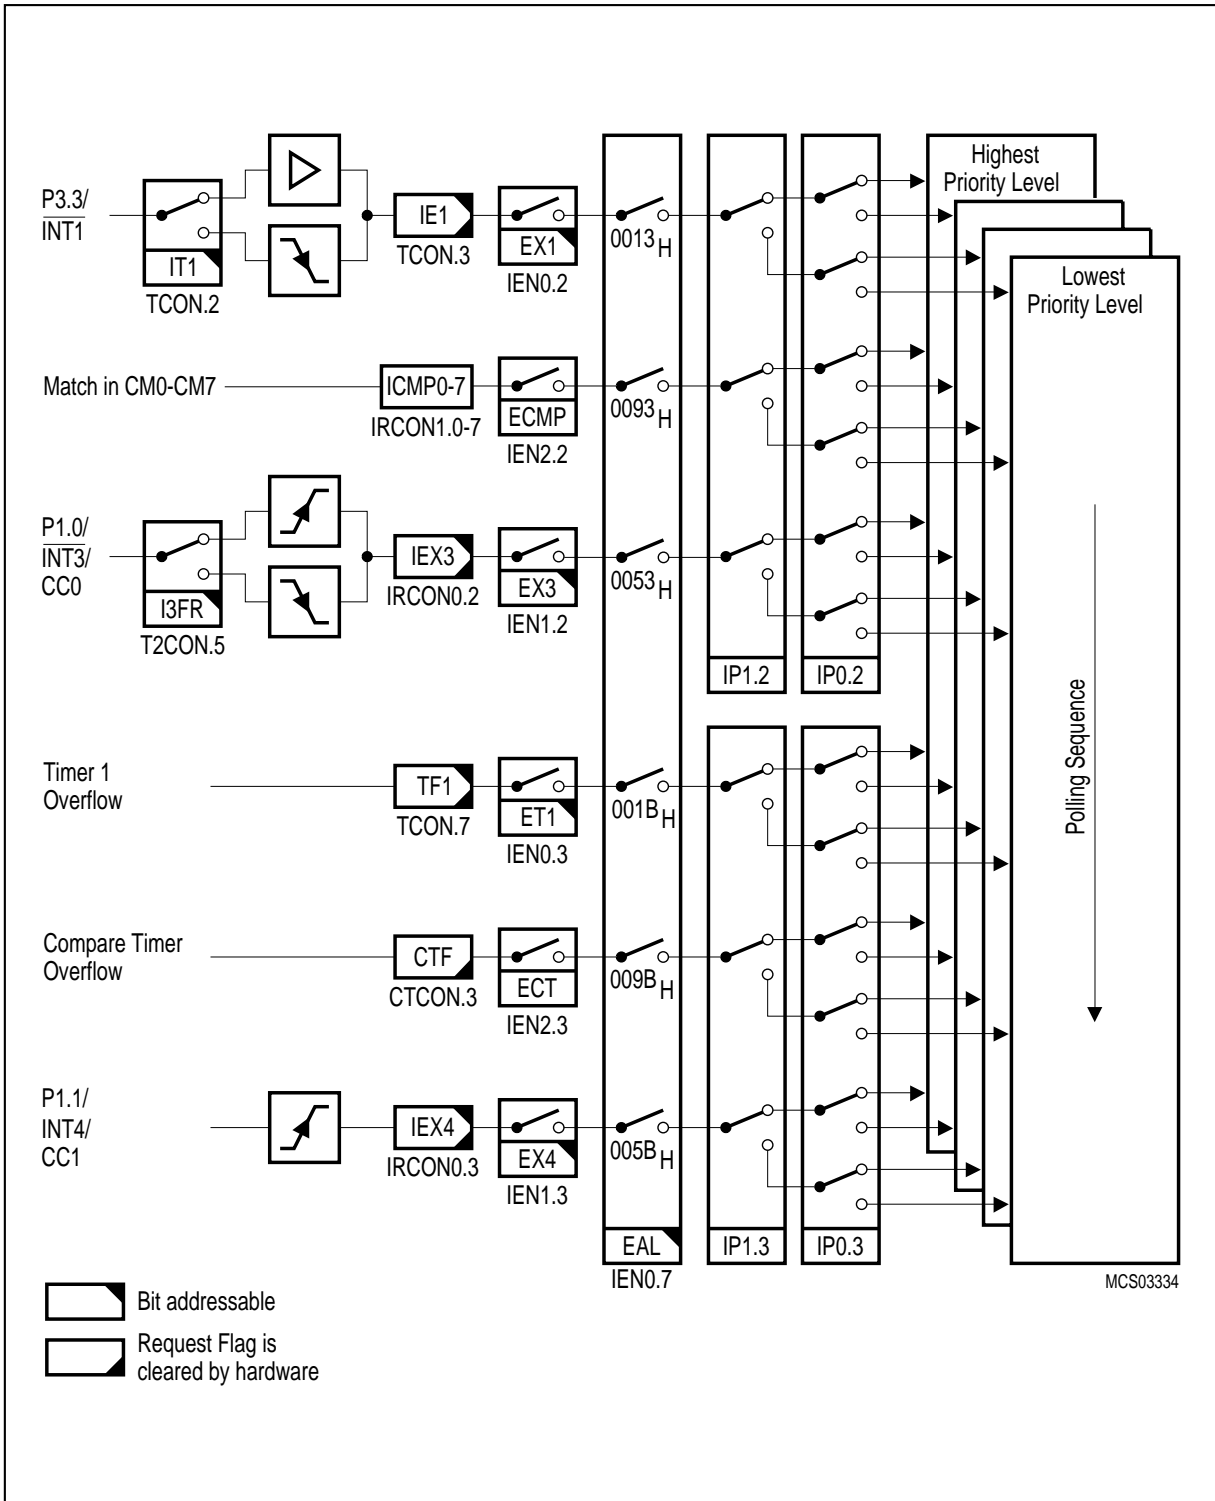 Highest
Priority Level
Lowest
Priority Level
P3.3/
INT1
IT1
TCON.2
IE1
TCON.3
EX1
IEN0.2
0013H
Match in CM0-CM7
ICMP0-7
IRCON1.0-7
ECMP
IEN2.2
0093H
P1.0/
INT3/
CC0
I3FR
T2CON.5
IEX3
IRCON0.2
EX3
IEN1.2
0053H
IP1.2
IP0.2
Polling Sequence
Timer 1
Overflow
TF1
TCON.7
ET1
IEN0.3
001BH
Compare Timer
Overflow
CTF
CTCON.3
ECT
IEN2.3
009BH
P1.1/
INT4/
CC1
IEX4
IRCON0.3
EX4
IEN1.3
005BH
EAL
IEN0.7
IP1.3
IP0.3
MCS03334
Bit addressable
Request Flag is
cleared by hardware